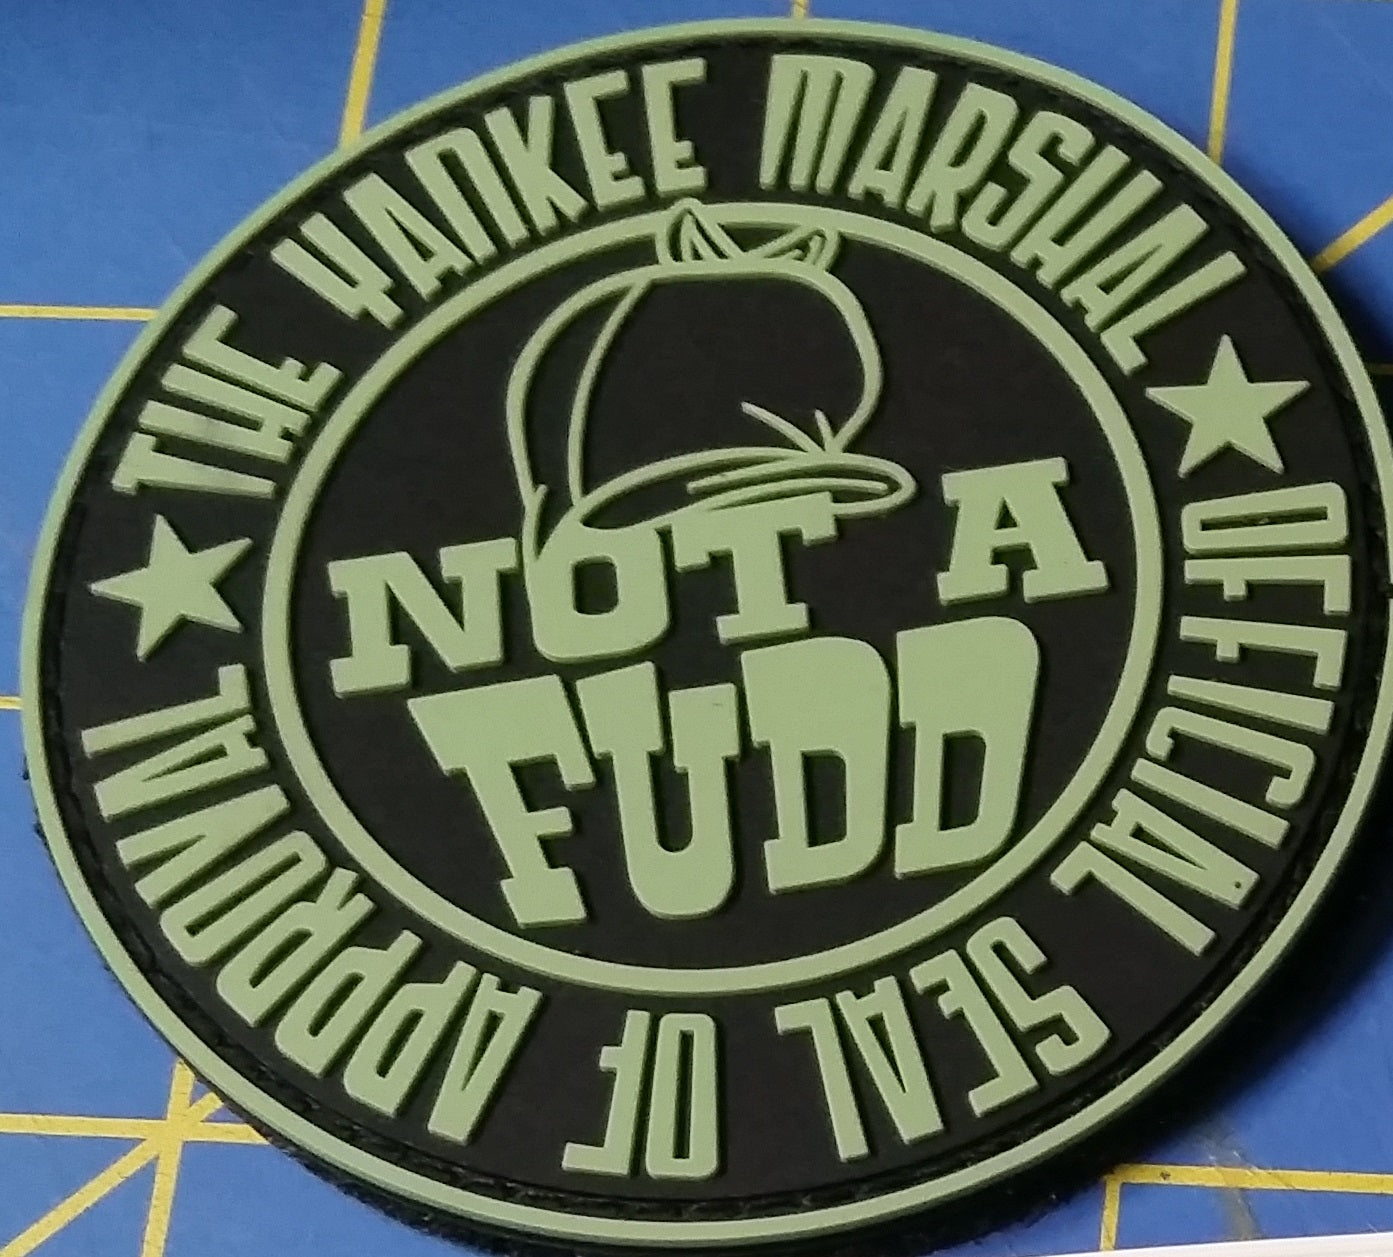 THE YANKEE MARSHAL
NOT A
FUDD
OFFICIAL SEAL OF APPROVAL